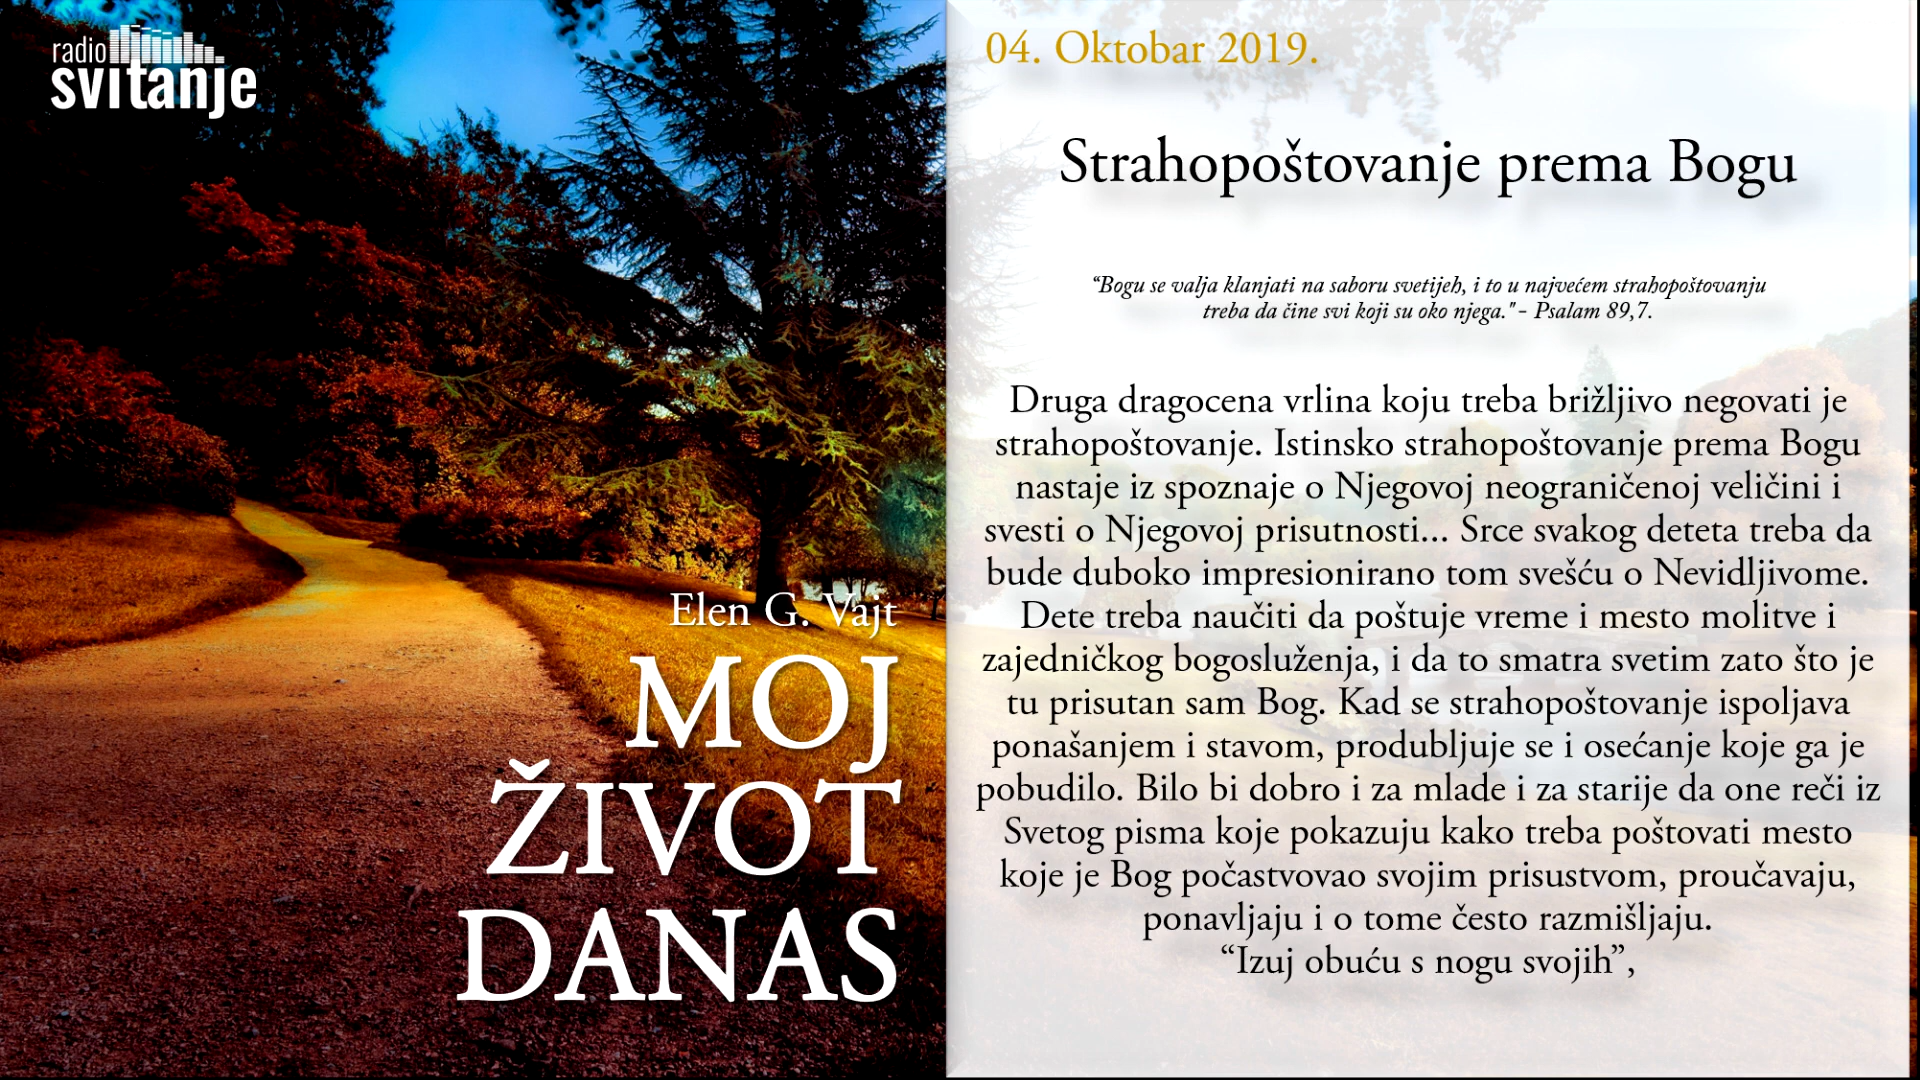 radio
svitanje
Elen G. Vajt
MOJ
ŽIVOT
DANAS
04. Oktobar 2019.
Strahopoštovanje prema Bogu
“Bogu se valja klanjati na saboru svetijeh, i to u najvećem strahopoštovanju
treba da čine svi koji su oko njega." - Psalam 89,7.
Druga dragocena vrlina koju treba brižljivo negovati je
strahopoštovanje. Istinsko strahopoštovanje prema Bogu
nastaje iz spoznaje o Njegovoj neograničenoj veličini i
svesti o Njegovoj prisutnosti... Srce svakog deteta treba da
bude duboko impresionirano tom svešću o Nevidljivome.
Dete treba naučiti da poštuje vreme i mesto molitve i
zajedničkog bogosluženja, i da to smatra svetim zato što je
tu prisutan sam Bog. Kad se strahopoštovanje ispoljava
ponašanjem i stavom, produbljuje se i osećanje koje ga je
pobudilo. Bilo bi dobro i za mlade i za starije da one reči iz
Svetog pisma koje pokazuju kako treba poštovati mesto
koje je Bog počastvovao svojim prisustvom, proučavaju,
ponavljaju i o tome često razmišljaju.
“Izuj obuću s nogu svojih”,